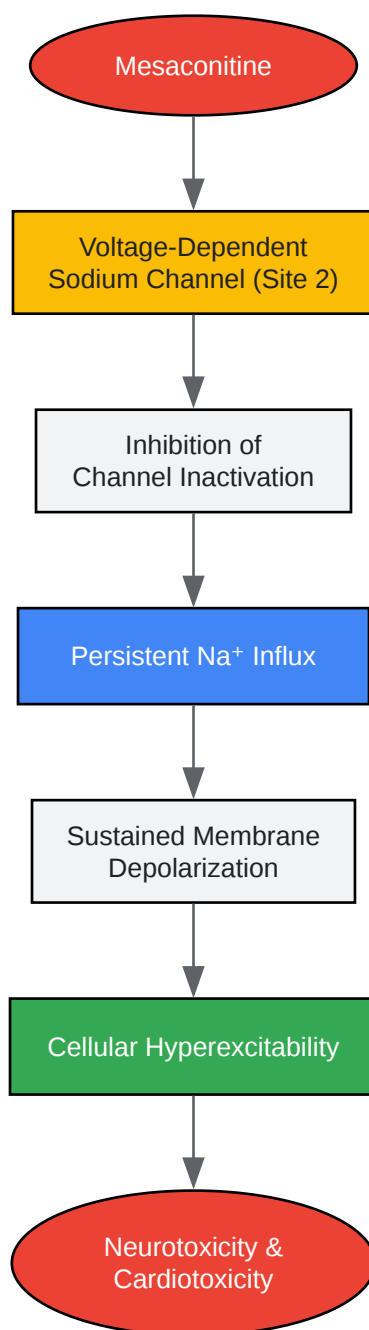 Mesaconitine
Voltage-Dependent
Sodium Channel (Site 2)
Inhibition of
Channel Inactivation
Persistent Na⁺ Influx
Sustained Membrane
Depolarization
Cellular Hyperexcitability
Neurotoxicity &
Cardiotoxicity